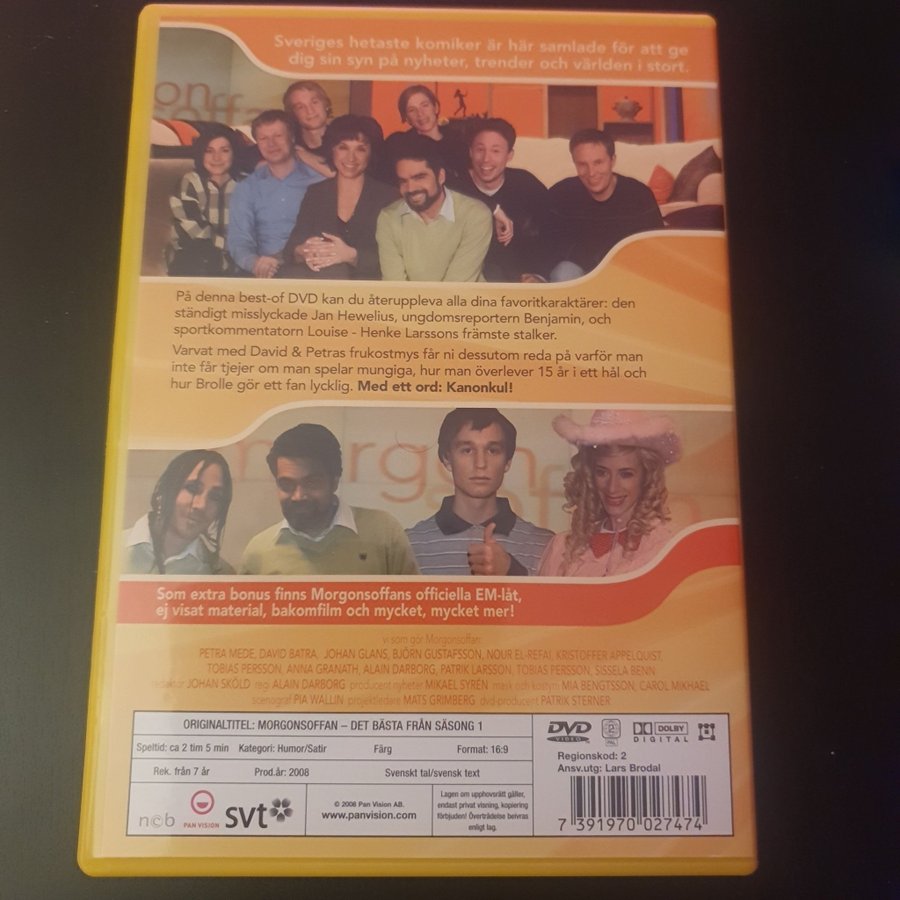 Sveriges hetaste komiker är här samlade för att ge
dig sin syn på nyheter, trender och världen i stort.
På denna best-of DVD kan du återuppleva alla dina favoritkaraktärer: den
ständigt misslyckade Jan Hewelius, ungdomsreportern Benjamin, och
sportkommentatorn Louise - Henke Larssons främste stalker.
Varvat med David & Petras frukostmys får ni dessutom reda på varför man
inte får tjejer om man spelar mungiga, hur man överlever 15 år i ett hål och
hur Brolle gör ett fan lycklig. Med ett ord: Kanonkul!
morgon
soffan
Som extra bonus finns Morgonsoffans officiella EM-låt,
ej visat material, bakomfilm och mycket, mycket mer!
vi som gör Morgonsoffan:
PETRA MEDE, DAVID BATRA, JOHAN GLANS, BJÖRN GUSTAFSSON, NOUR EL-REFAI, KRISTOFFER APPELQUIST,
TOBIAS PERSSON, ANNA GRANATH, ALAIN DARBORG, PATRIK LARSSON, TOBIAS PERSSON, SISSELA BENN
redaktör JOHAN SKÖLD regi ALAIN DARBORG producent nyheter MIKAEL SYRÉN mask och kostym MIA BENGTSSON, CAROL MIKHAEL
scenograf PIA WALLIN projektledare MATS GRIMBERG dvd-producent PATRIK STERNER
ORIGINALTITEL: MORGONSOFFAN – DET BÄSTA FRÅN SÄSONG 1
Speltid: ca 2 tim 5 min Kategori: Humor/Satir Färg Format: 16:9
Rek. från 7 år Prod.år: 2008 Svenskt tal/svensk text
ncb PAN VISION svt
© 2008 Pan Vision AB.
www.panvision.com
Lagen om upphovsrätt gäller,
endast privat visning, kopiering
förbjuden! Överträdelse beivras
enligt lag.
DVD VIDEO 2 PAL DOLBY DIGITAL
Regionskod: 2
Ansv.utg: Lars Brodal
7 391970 027474